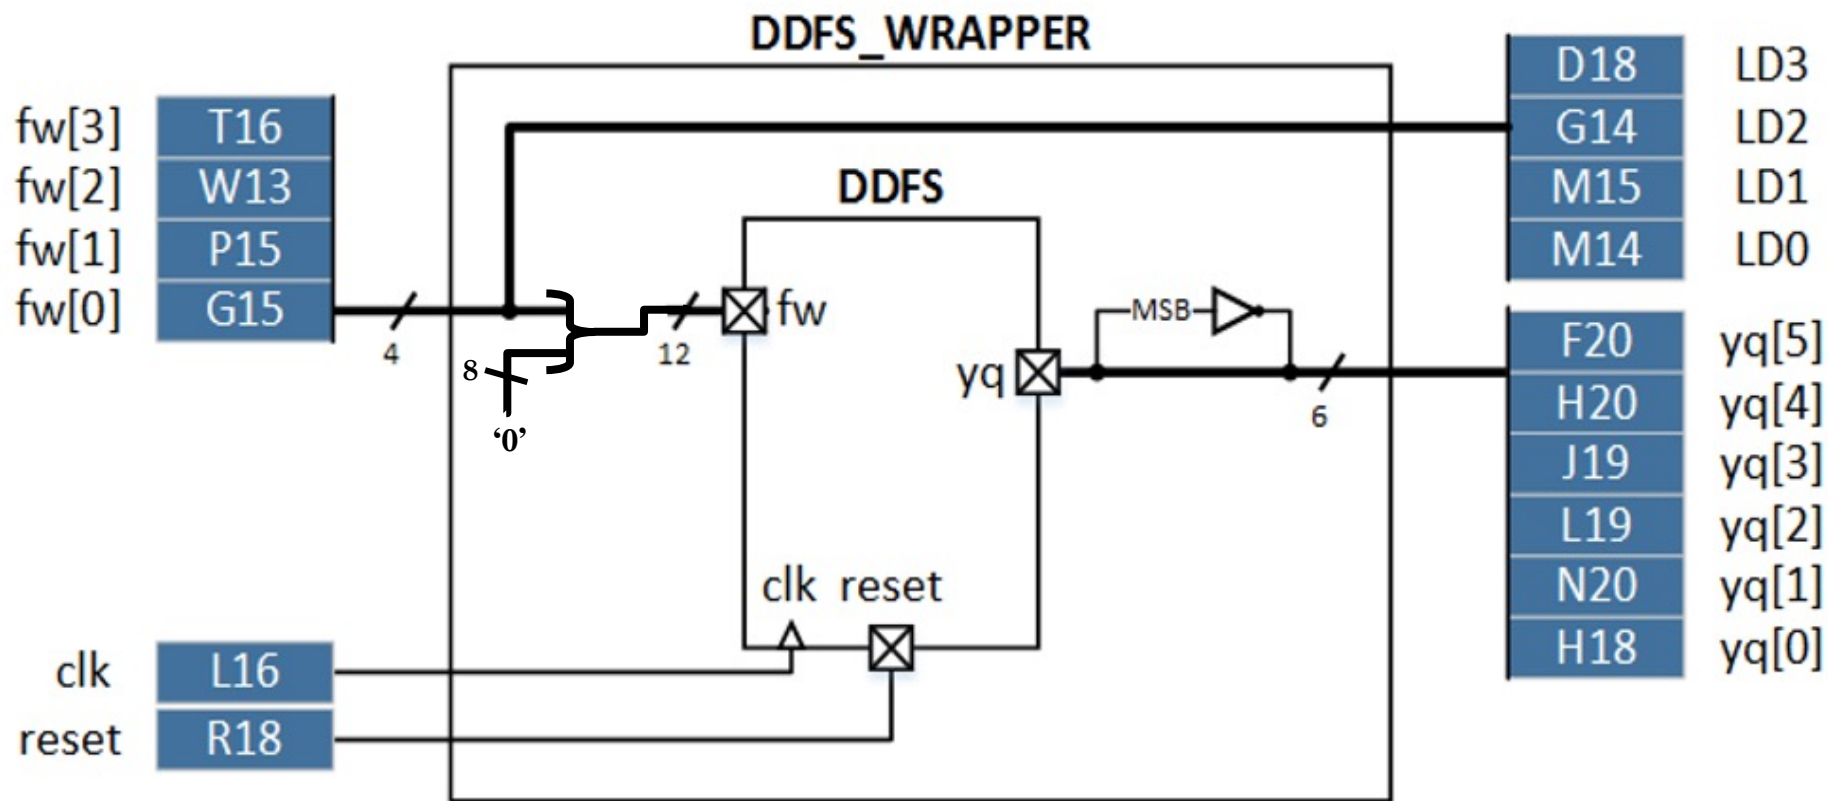 DDFS_WRAPPER
fw[3] T16
fw[2] W13
fw[1] P15
fw[0] G15
4
8
‘0’
12
DDFS
fw
yq
clk reset
MSB
6
D18 LD3
G14 LD2
M15 LD1
M14 LD0
F20 yq[5]
H20 yq[4]
J19 yq[3]
L19 yq[2]
N20 yq[1]
H18 yq[0]
clk L16
reset R18